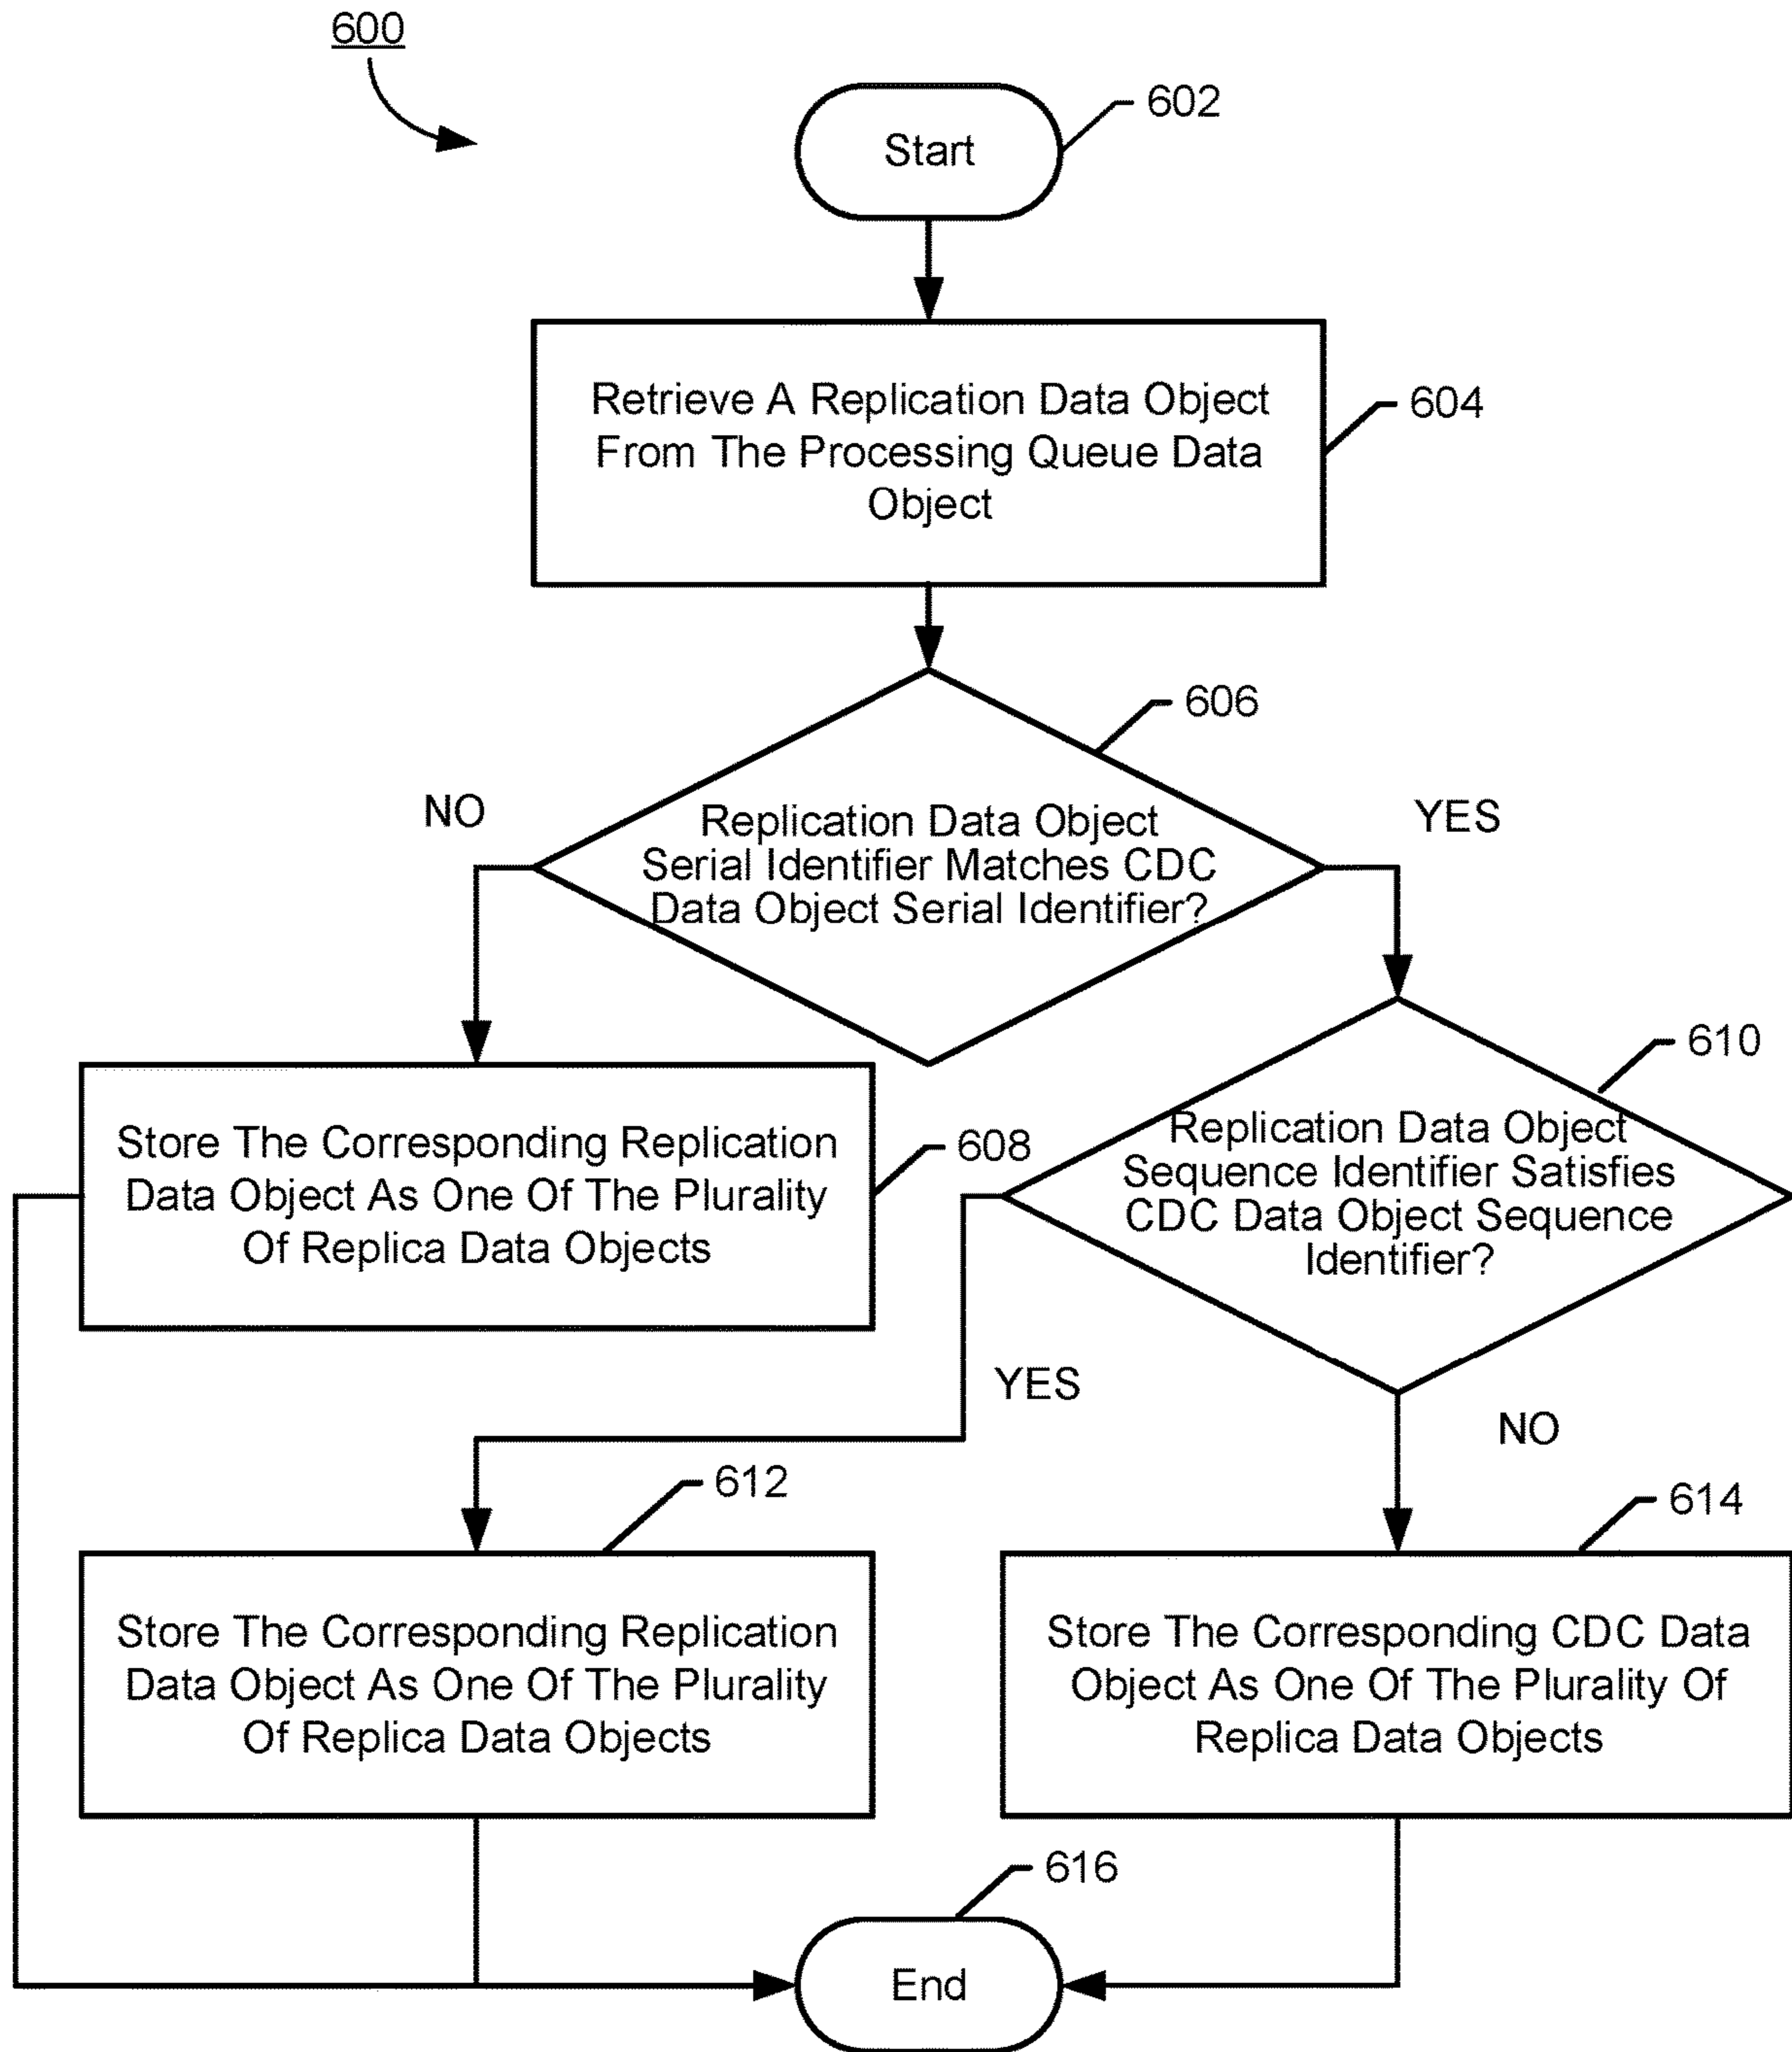 600
602
Start
Retrieve A Replication Data Object
From The Processing Queue Data
Object
604
606
NO
YES
Replication Data Object
Serial Identifier Matches CDC
Data Object Serial Identifier?
610
Store The Corresponding Replication
Data Object As One Of The Plurality
Of Replica Data Objects
608
Replication Data Object
Sequence Identifier Satisfies
CDC Data Object Sequence
Identifier?
YES
NO
612
614
Store The Corresponding Replication
Data Object As One Of The Plurality
Of Replica Data Objects
Store The Corresponding CDC Data
Object As One Of The Plurality Of
Replica Data Objects
616
End